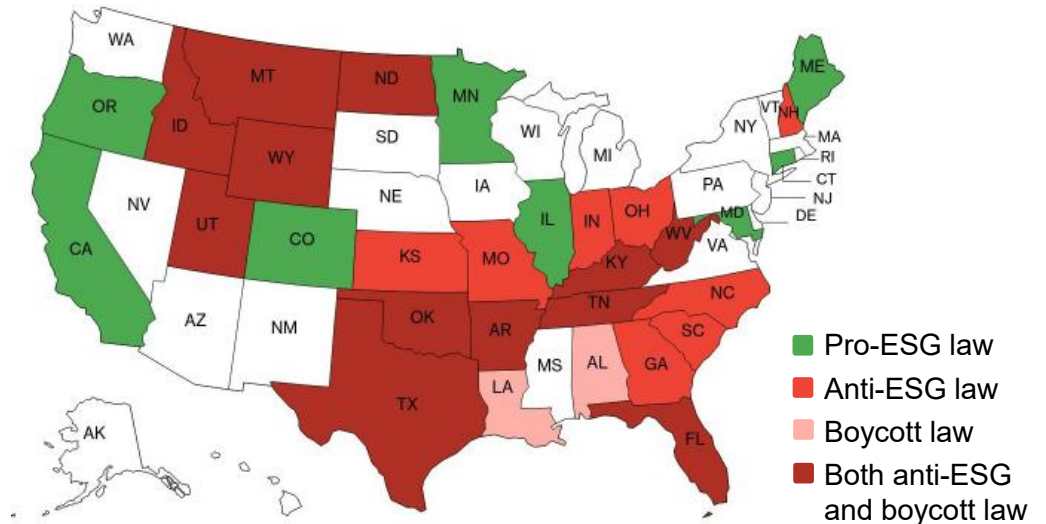 WA
OR
CA
ID
NV
MT
WY
UT
AZ
CO
NM
ND
SD
NE
KS
OK
TX
MN
IA
MO
AR
LA
WI
IL
MI
IN
OH
KY
TN
MS
AL
GA
FL
SC
NC
WV
VA
MD
PA
NY
VT
NH
ME
MA
RI
CT
NJ
DE
AK
Pro-ESG law
Anti-ESG law
Boycott law
Both anti-ESG
and boycott law